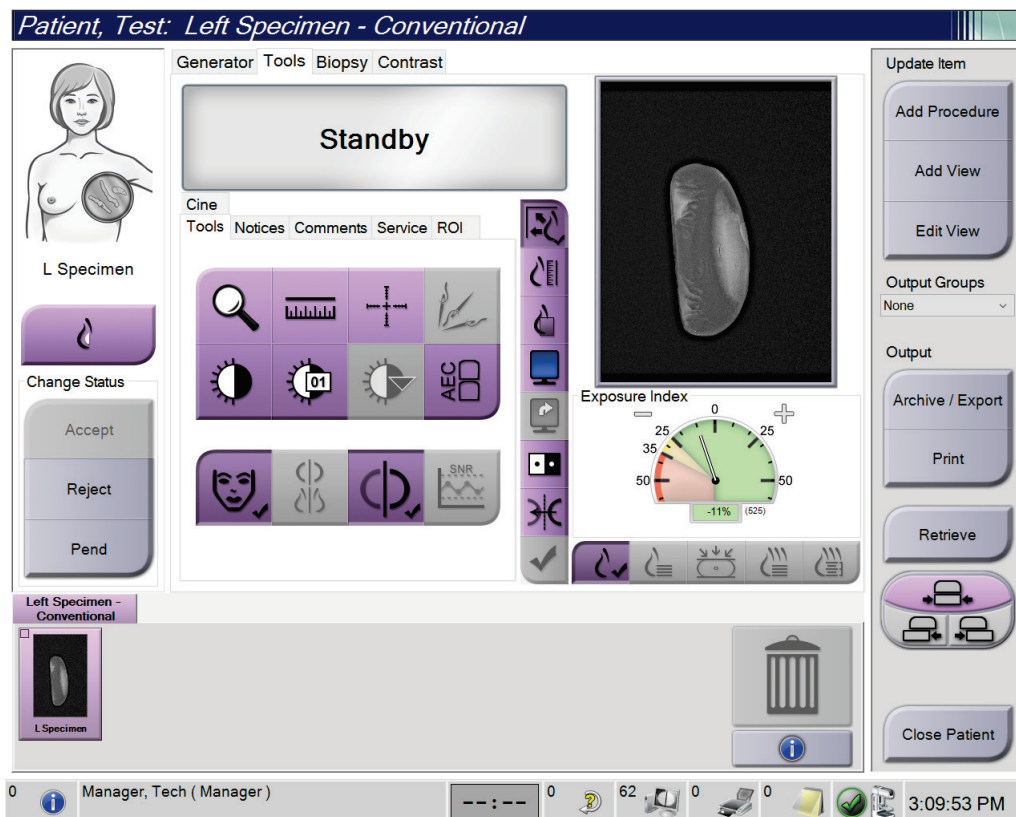 Patient, Test: Left Specimen - Conventional
Generator Tools Biopsy Contrast
Standby
L Specimen
Change Status
Accept
Reject
Pend
Cine
Tools Notices Comments Service ROI
01
AEC
SNR
Exposure Index
0
25 25
35
50 50
-11% (525)
Update Item
Add Procedure
Add View
Edit View
Output Groups
None
Output
Archive / Export
Print
Retrieve
Close Patient
Left Specimen -
Conventional
L Specimen
0 Manager, Tech ( Manager ) --:-- 0 62 0 0 3:09:53 PM